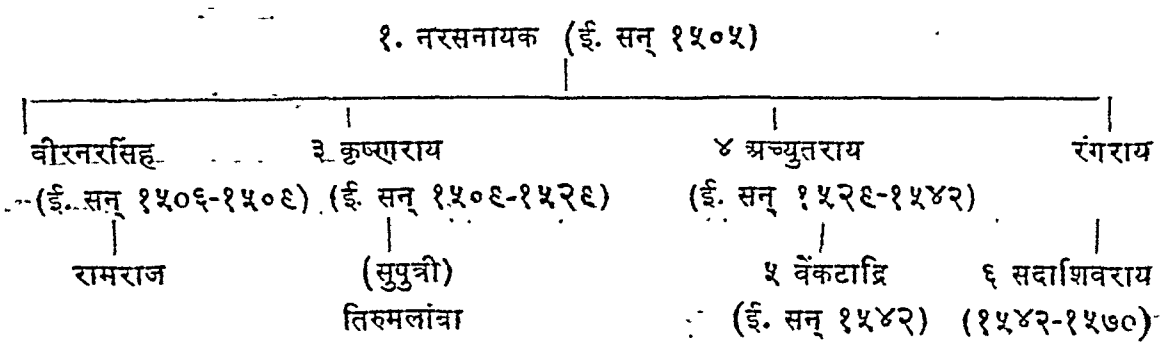 १. नरसनायक (ई. सन् १५०५)
वीरनरसिंह ३ कृष्णराय ४ अच्युतराय रंगराय
(ई. सन् १५०६-१५०९) (ई. सन् १५०९-१५२९) (ई. सन् १५२९-१५४२)
रामराज (सुपुत्री) ५ वेंकटाद्रि ६ सदाशिवराय
तिरुमलांवा (ई. सन् १५४२) (१५४२-१५७०)